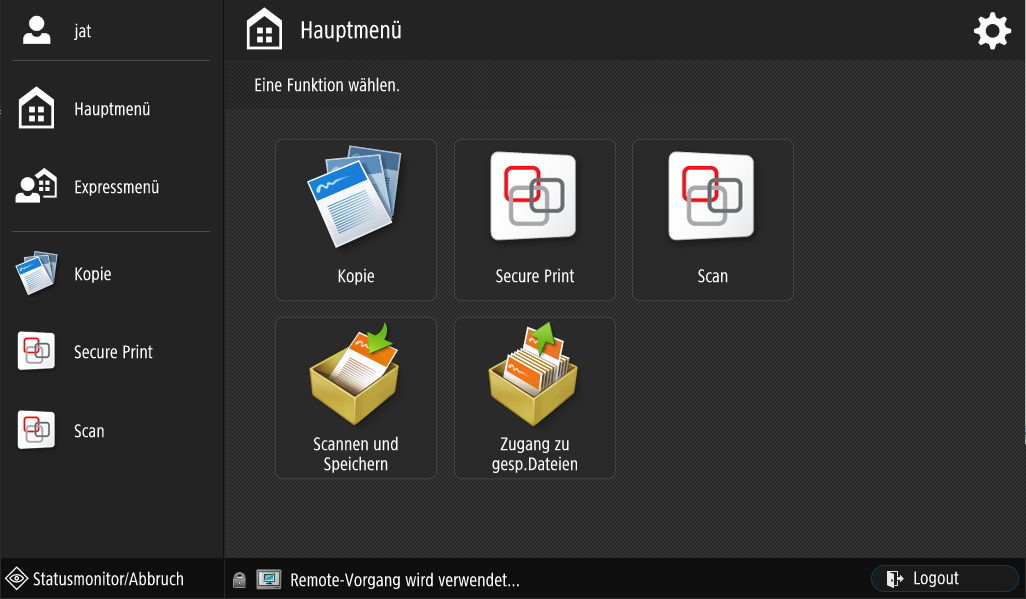 jat
Hauptmenü
Expressmenü
Kopie
Secure Print
Scan
Statusmonitor/Abbruch
Hauptmenü
Eine Funktion wählen.
Kopie
Secure Print
Scan
Scannen und
Speichern
Zugang zu
gesp.Dateien
Remote-Vorgang wird verwendet...
Logout